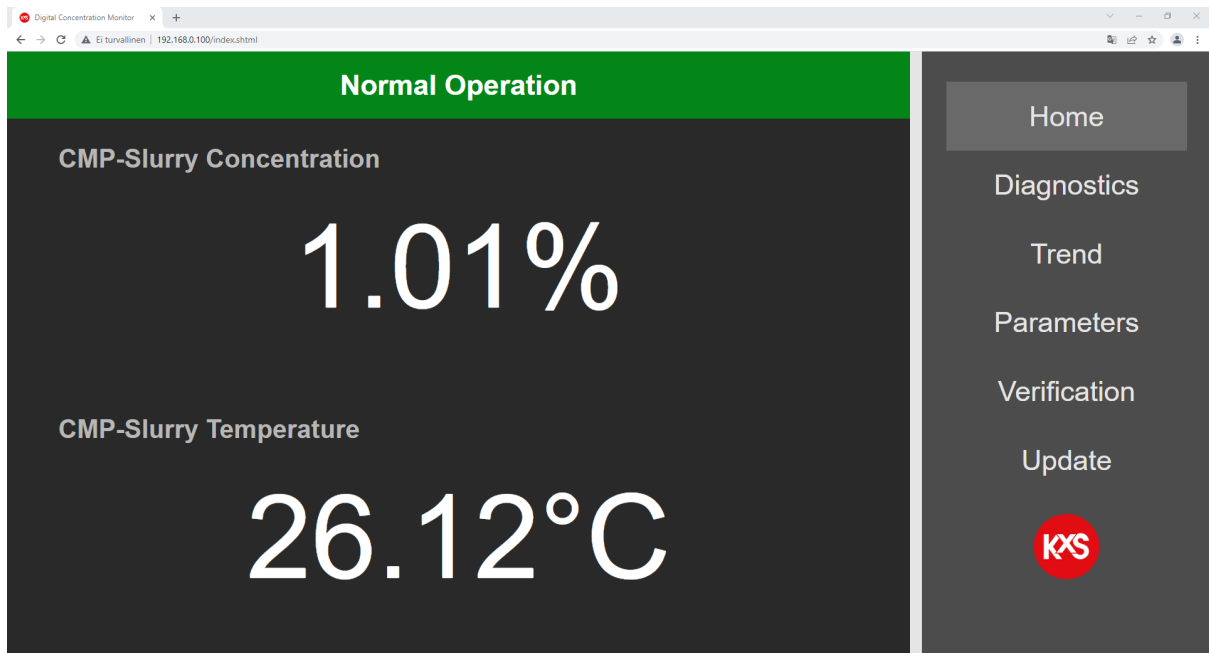 Digital Concentration Monitor
Ei turvallinen | 192.168.0.100/index.shtml
Normal Operation
CMP-Slurry Concentration
1.01%
CMP-Slurry Temperature
26.12°C
Home
Diagnostics
Trend
Parameters
Verification
Update
KXS